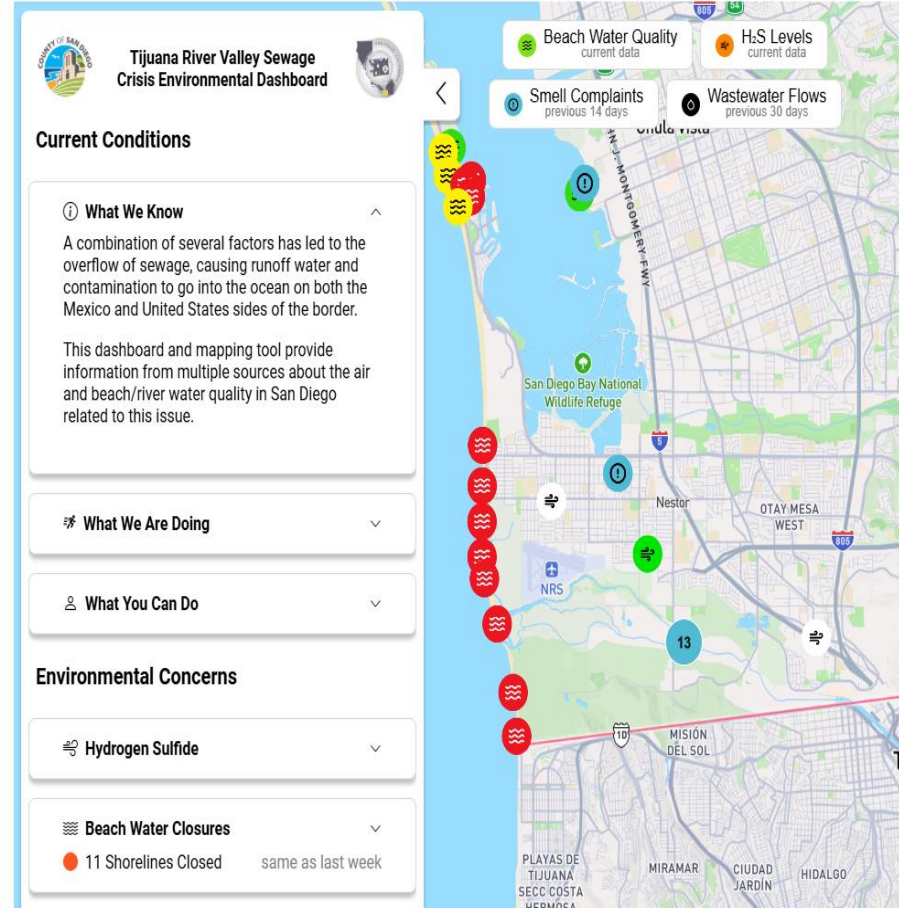 COUNTY OF SAN DIEGO
Tijuana River Valley Sewage
Crisis Environmental Dashboard
Current Conditions
What We Know
A combination of several factors has led to the
overflow of sewage, causing runoff water and
contamination to go into the ocean on both the
Mexico and United States sides of the border.
This dashboard and mapping tool provide
information from multiple sources about the air
and beach/river water quality in San Diego
related to this issue.
What We Are Doing
What You Can Do
Environmental Concerns
Hydrogen Sulfide
Beach Water Closures
11 Shorelines Closed same as last week
805
54
Beach Water Quality
current data
H₂S Levels
current data
Smell Complaints
previous 14 days
Wastewater Flows
previous 30 days
Chula Vista
N J. MONTGOMERY FWY
San Diego Bay National
Wildlife Refuge
5
Nestor
OTAY MESA
WEST
805
NRS
13
10
MISIÓN
DEL SOL
T
PLAYAS DE
TIJUANA
SECC COSTA
HERMOSA
MIRAMAR
CIUDAD
JARDÍN
HIDALGO